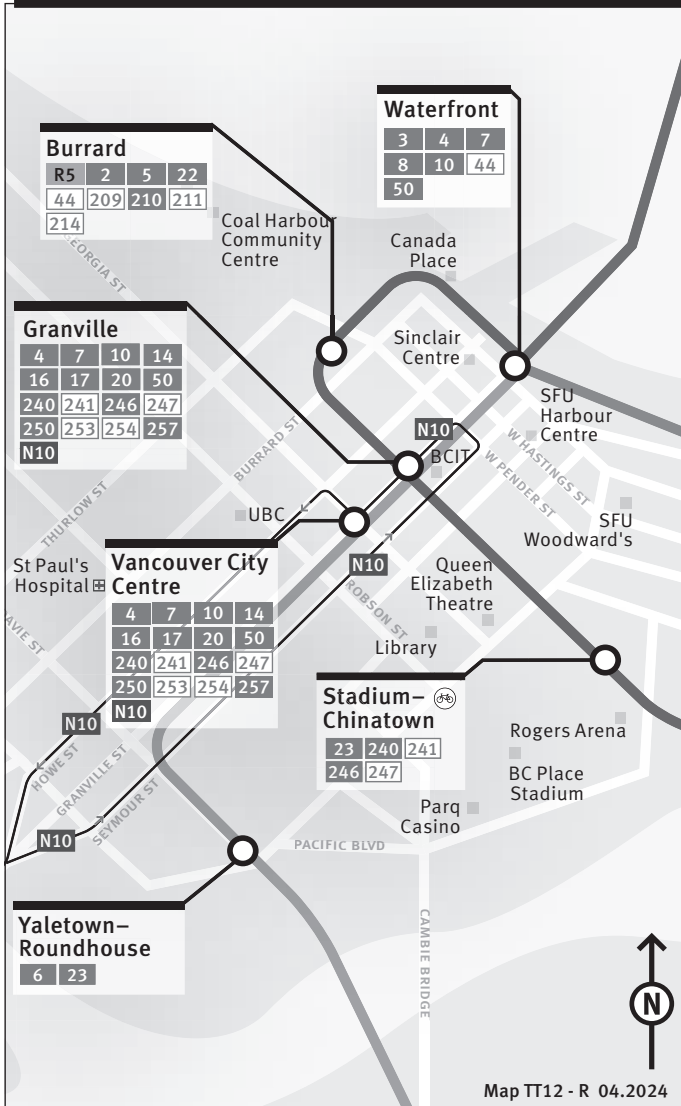 Waterfront
3 4 7
8 10 44
50
Burrard
R5 2 5 22
44 209 210 211
214
Coal Harbour
Community
Centre
Canada
Place
GEORGIA ST
Granville
4 7 10 14
16 17 20 50
240 241 246 247
250 253 254 257
N10
Sinclair
Centre
SFU
Harbour
Centre
N10
BCIT
BURRARD ST
W HASTINGS ST
W PENDER ST
THURLOW ST
UBC
SFU
Woodward's
St Paul's
Hospital
Vancouver City
Centre
4 7 10 14
16 17 20 50
240 241 246 247
250 253 254 257
N10
N10
ROBSON ST
Queen
Elizabeth
Theatre
Library
AVIE ST
Stadium–
Chinatown
23 240 241
246 247
Rogers Arena
BC Place
Stadium
Parq
Casino
N10
HOWE ST
GRANVILLE ST
SEYMOUR ST
N10
PACIFIC BLVD
CAMBIE BRIDGE
Yaletown–
Roundhouse
6 23
N
Map TT12 - R 04.2024